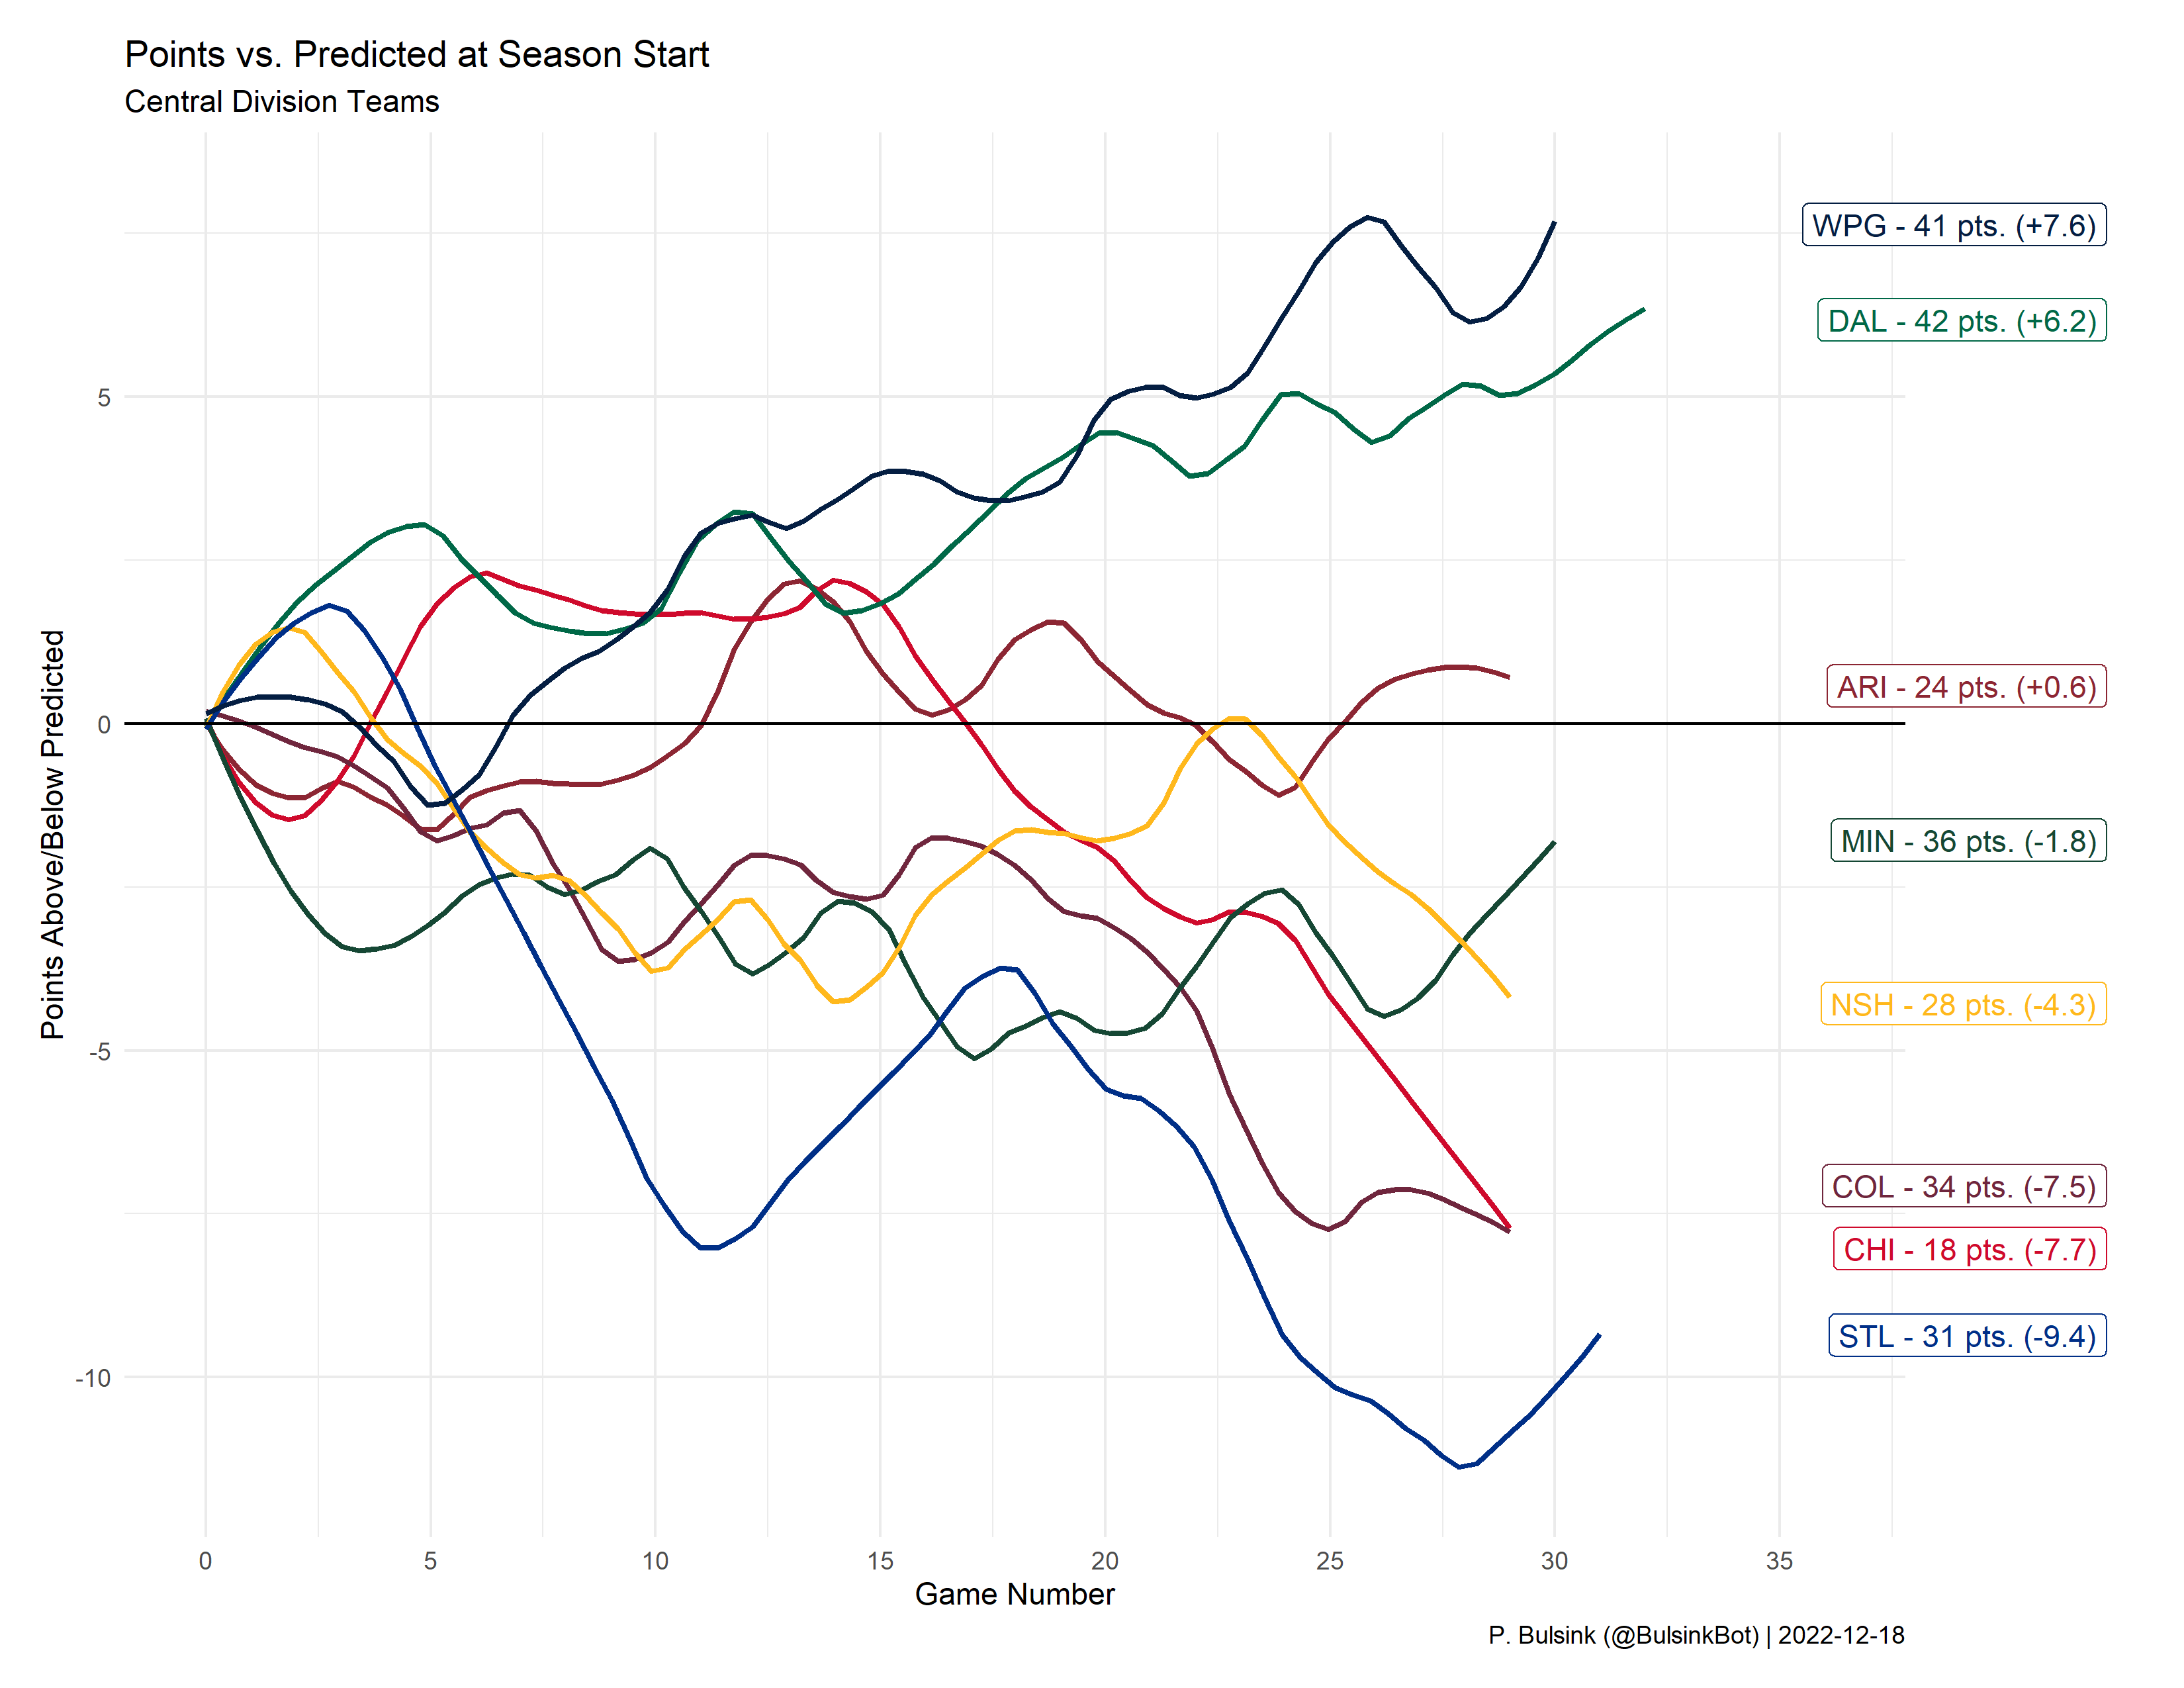 Points vs. Predicted at Season Start
Central Division Teams
Points Above/Below Predicted
5
0
-5
-10
WPG - 41 pts. (+7.6)
DAL - 42 pts. (+6.2)
ARI - 24 pts. (+0.6)
MIN - 36 pts. (-1.8)
NSH - 28 pts. (-4.3)
COL - 34 pts. (-7.5)
CHI - 18 pts. (-7.7)
STL - 31 pts. (-9.4)
0 5 10 15 20 25 30 35
Game Number
P. Bulsink (@BulsinkBot) | 2022-12-18